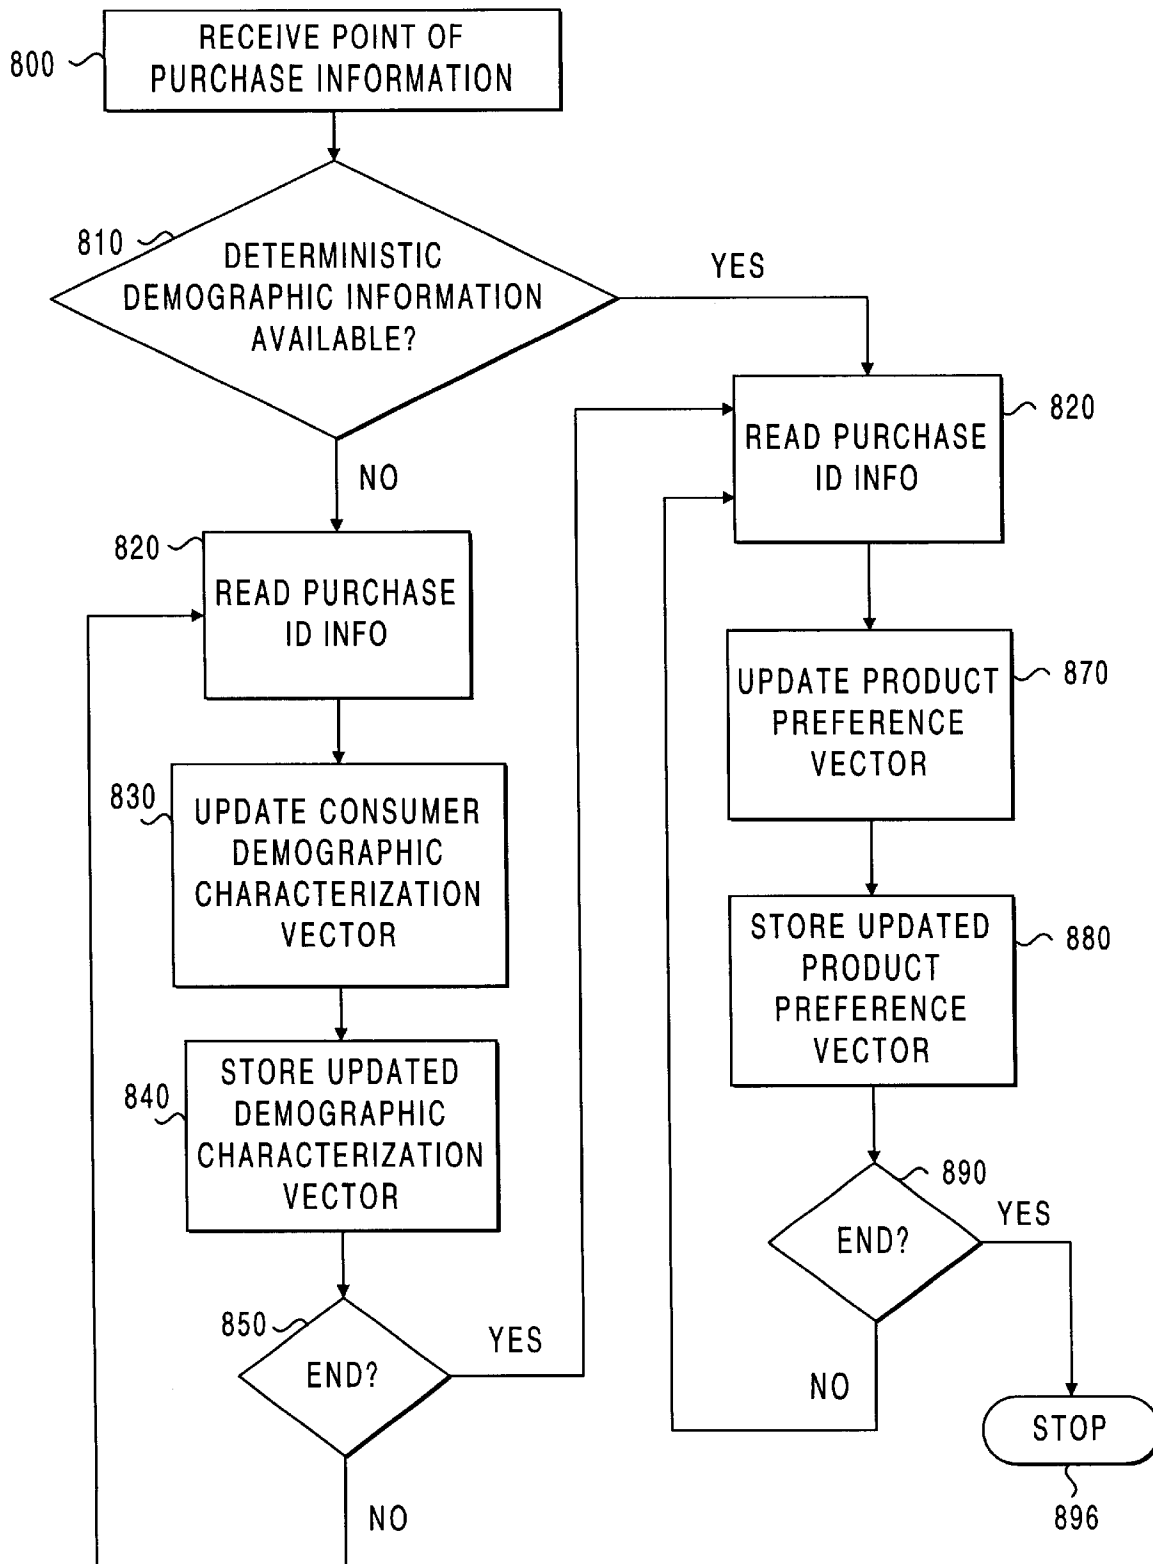 RECEIVE POINT OF
PURCHASE INFORMATION
800
810
DETERMINISTIC
DEMOGRAPHIC INFORMATION
AVAILABLE?
YES
NO
820
READ PURCHASE
ID INFO
830
UPDATE CONSUMER
DEMOGRAPHIC
CHARACTERIZATION
VECTOR
840
STORE UPDATED
DEMOGRAPHIC
CHARACTERIZATION
VECTOR
850
END?
YES
NO
820
READ PURCHASE
ID INFO
870
UPDATE PRODUCT
PREFERENCE
VECTOR
880
STORE UPDATED
PRODUCT
PREFERENCE
VECTOR
890
END?
YES
NO
STOP
896